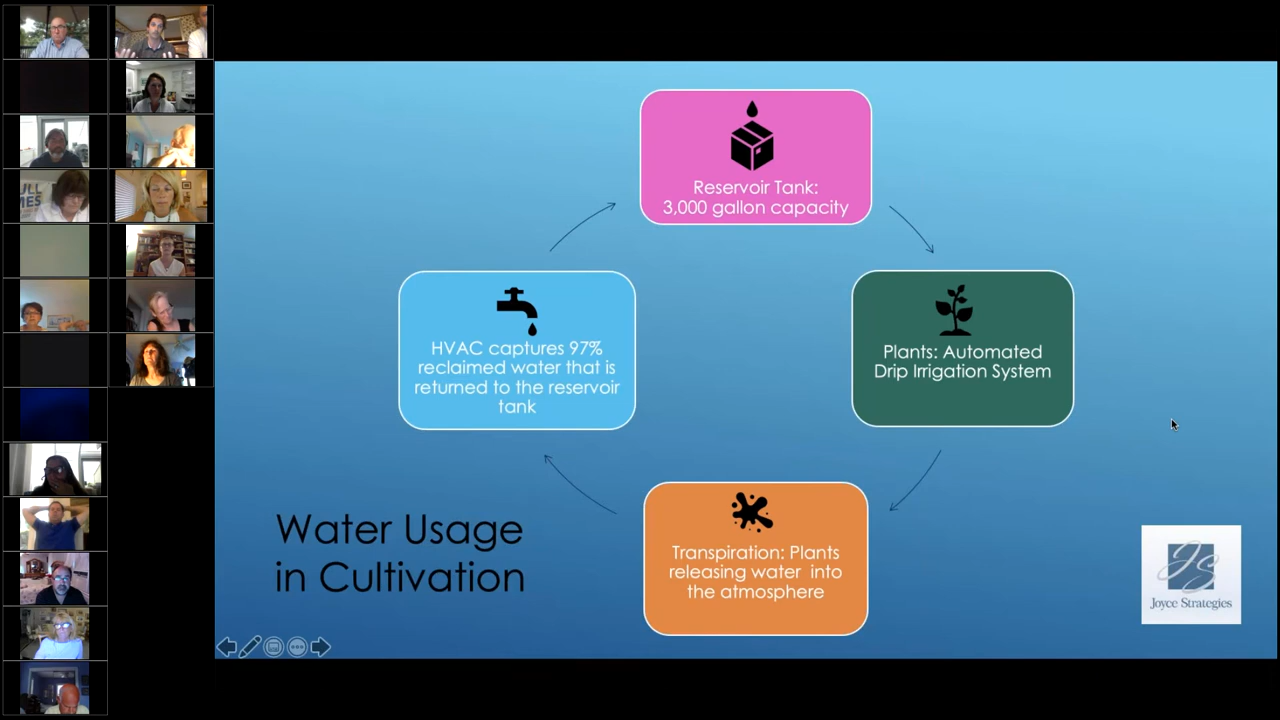 Reservoir Tank:
3,000 gallon capacity
HVAC captures 97%
reclaimed water that is
returned to the reservoir
tank
Plants: Automated
Drip Irrigation System
Transpiration: Plants
releasing water into
the atmosphere
Water Usage
in Cultivation
JS
Joyce Strategies